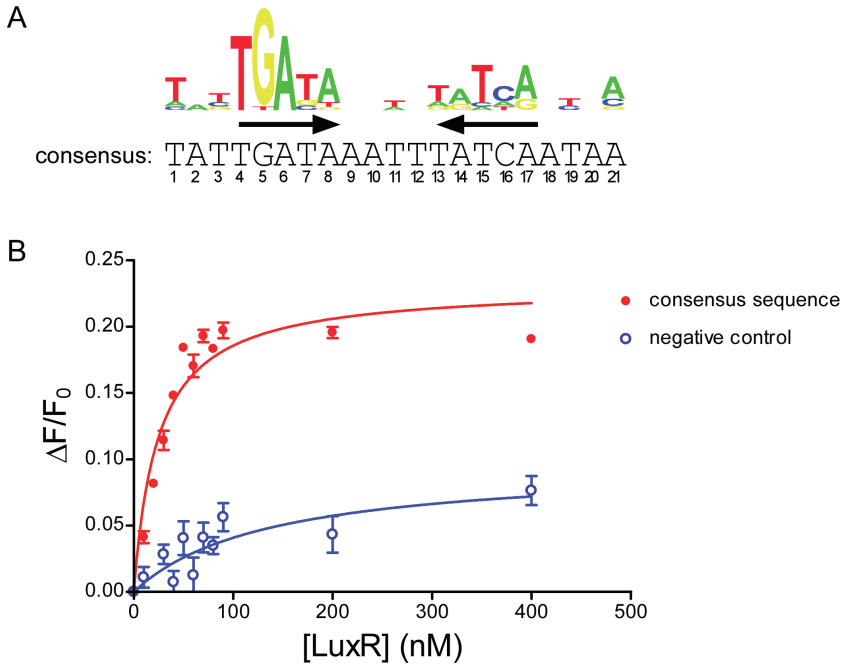 A
consensus: TATTGATAAATTTATCAATAA
1 2 3 4 5 6 7 8 9 10 11 12 13 14 15 16 17 18 19 20 21
B
0.25
0.20
0.15
0.10
0.05
0.00
ΔF/F0
0 100 200 300 400 500
[LuxR] (nM)
consensus sequence
negative control